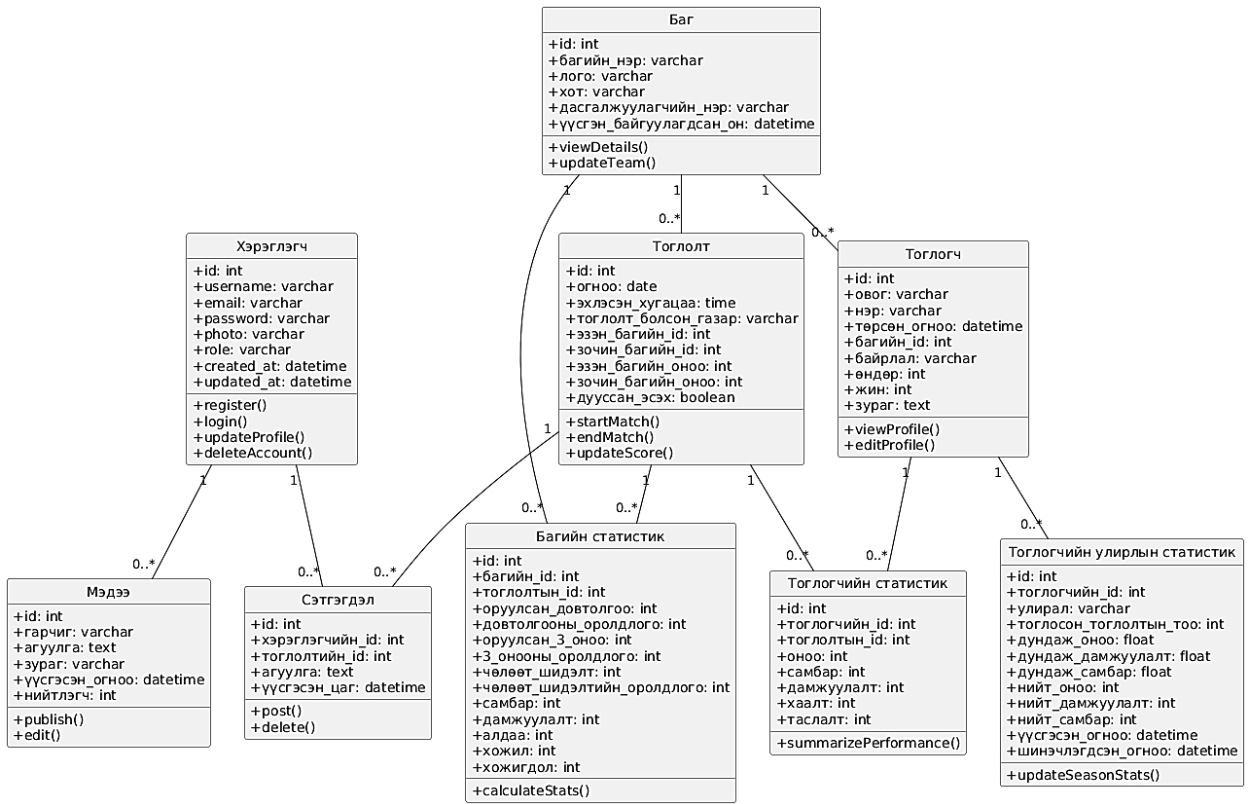 Баг
+id: int
+багийн_нэр: varchar
+лого: varchar
+хот: varchar
+дасгалжуулагчийн_нэр: varchar
+үүсгэн_байгуулагдсан_он: datetime
+viewDetails()
+updateTeam()
1
1
1
0..*
0..*
Хэрэглэгч
+id: int
+username: varchar
+email: varchar
+password: varchar
+photo: varchar
+role: varchar
+created_at: datetime
+updated_at: datetime
+register()
+login()
+updateProfile()
+deleteAccount()
1
1
Тоглолт
+id: int
+огноо: date
+эхлэсэн_хугацаа: time
+тоглолт_болсон_газар: varchar
+эзэн_багийн_id: int
+зочин_багийн_id: int
+эзэн_багийн_оноо: int
+зочин_багийн_оноо: int
+дууссан_эсэх: boolean
+startMatch()
+endMatch()
+updateScore()
1
1
1
Тоглогч
+id: int
+овог: varchar
+нэр: varchar
+төрсөн_огноо: datetime
+багийн_id: int
+байрлал: varchar
+өндөр: int
+жин: int
+зураг: text
+viewProfile()
+editProfile()
1
1
0..*
0..*
0..*
0..*
0..*
0..*
0..*
0..*
Мэдээ
+id: int
+гарчиг: varchar
+агуулга: text
+зураг: varchar
+үүсгэсэн_огноо: datetime
+нийтлэгч: int
+publish()
+edit()
Сэтгэгдэл
+id: int
+хэрэглэгчийн_id: int
+тоглолтийн_id: int
+агуулга: text
+үүсгэсэн_цаг: datetime
+post()
+delete()
Багийн статистик
+id: int
+багийн_id: int
+тоглолтын_id: int
+оруулсан_довтолгоо: int
+довтолгооны_оролдлого: int
+оруулсан_3_оноо: int
+3_онооны_оролдлого: int
+чөлөөт_шидэлт: int
+чөлөөт_шидэлтийн_оролдлого: int
+самбар: int
+дамжуулалт: int
+алдаа: int
+хожил: int
+хожигдол: int
+calculateStats()
Тоглогчийн статистик
+id: int
+тоглогчийн_id: int
+тоглолтын_id: int
+оноо: int
+самбар: int
+дамжуулалт: int
+хаалт: int
+таслалт: int
+summarizePerformance()
Тоглогчийн улирлын статистик
+id: int
+тоглогчийн_id: int
+улирал: varchar
+тоглосон_тоглолтын_тоо: int
+дундаж_оноо: float
+дундаж_дамжуулалт: float
+дундаж_самбар: float
+нийт_оноо: int
+нийт_дамжуулалт: int
+нийт_самбар: int
+үүсгэсэн_огноо: datetime
+шинэчлэгдсэн_огноо: datetime
+updateSeasonStats()